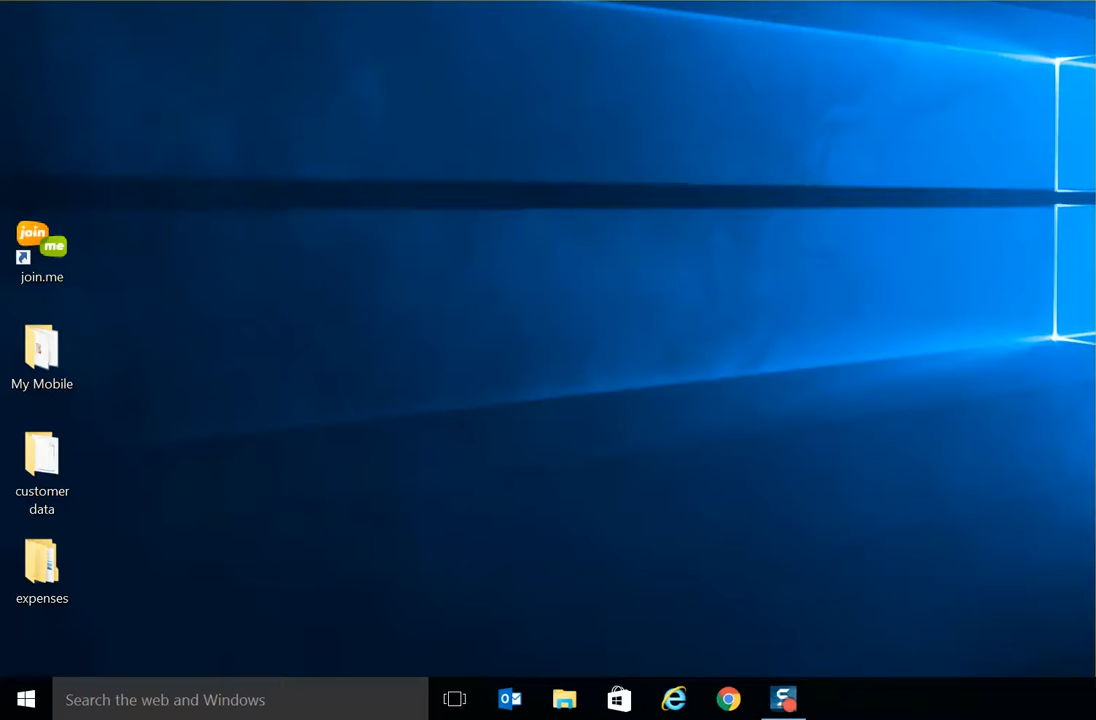 join
me
join.me
My Mobile
customer
data
expenses
Search the web and Windows